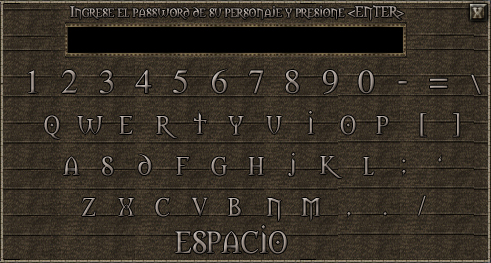 INGRESE EL PASSWORD DE SU PERSONAJE Y PRESIONE <ENTER>
X
1 2 3 4 5 6 7 8 9 0 - = \
Q W E R T Y U I O P [ ]
A S D F G H J K L : '
Z X C V B N M , . /
ESPACIO